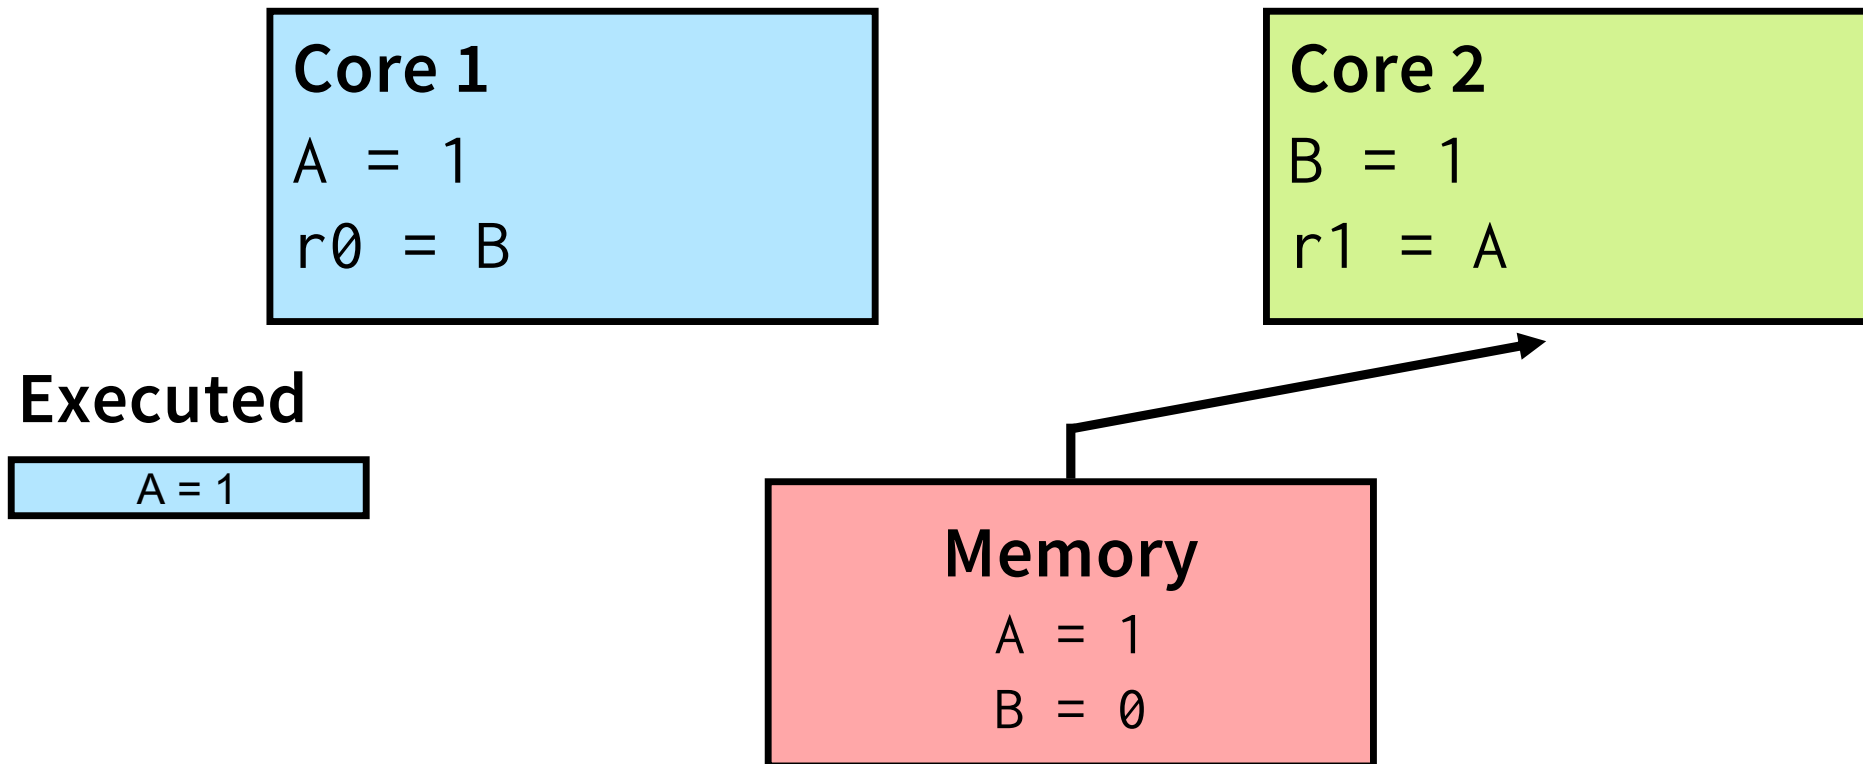 Core 1
A = 1
r0 = B
Core 2
B = 1
r1 = A
Executed
A = 1
Memory
A = 1
B = 0